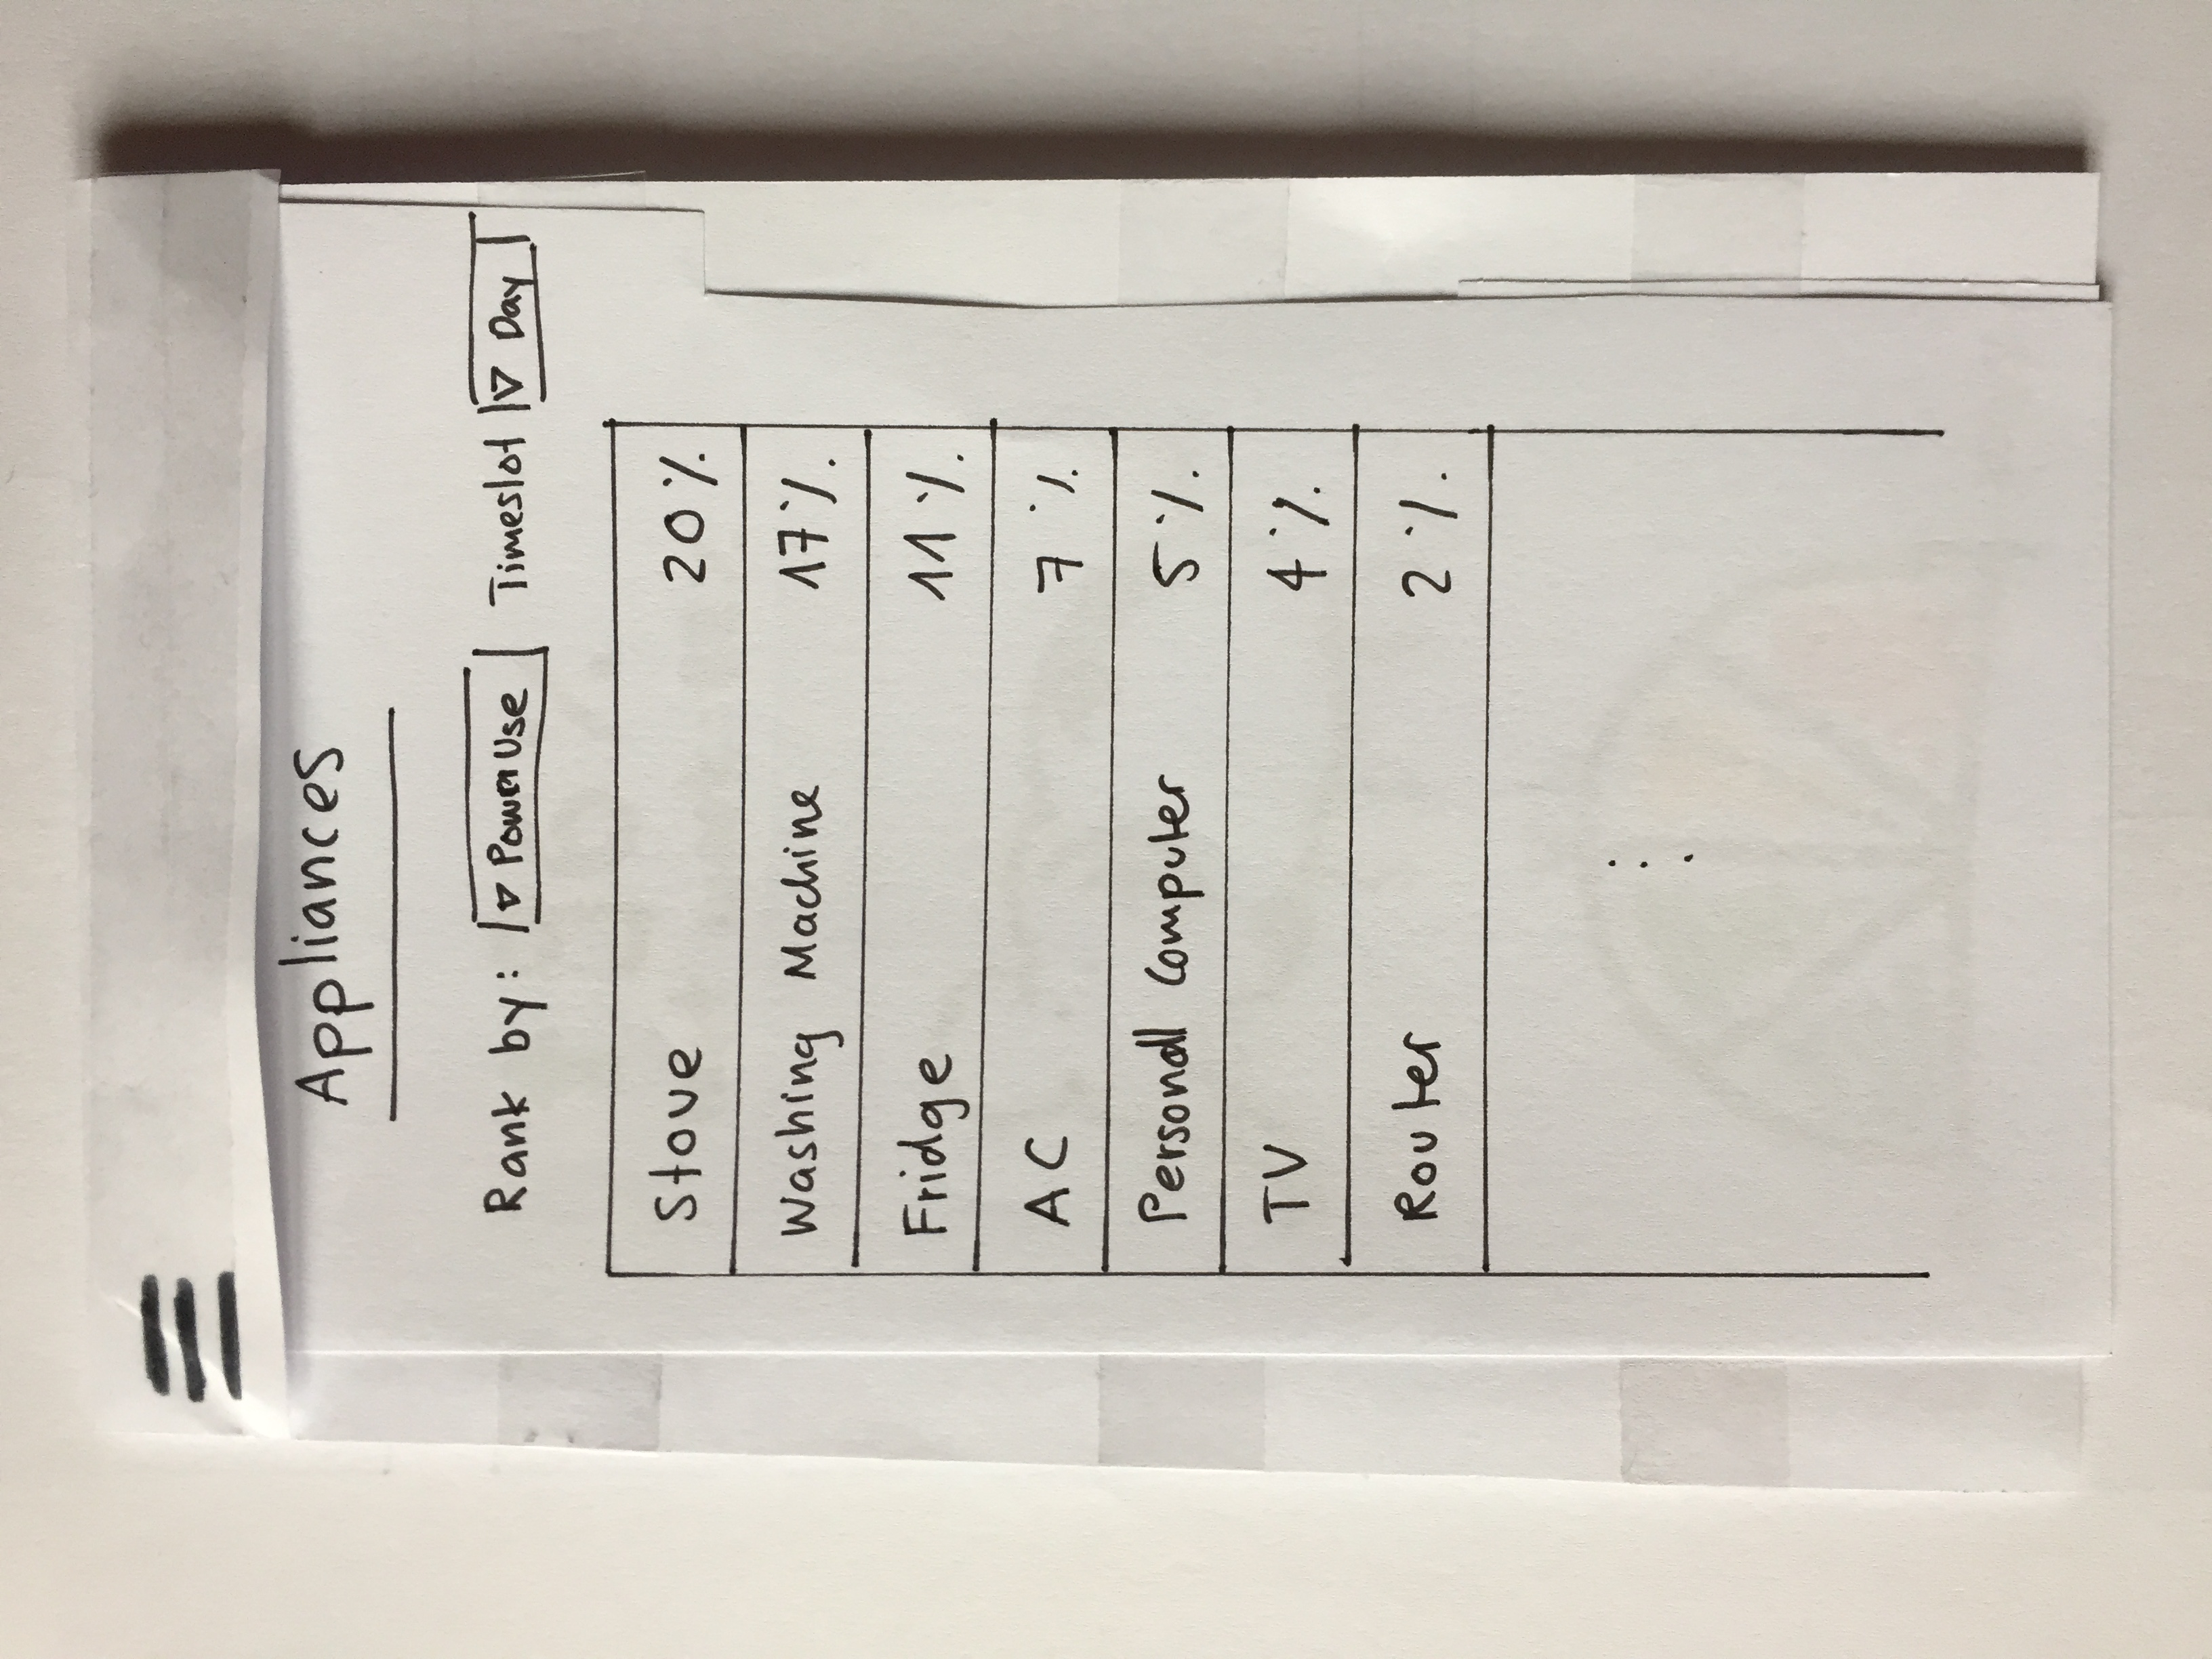 Appliances
Rank by: ▽ Power Use Timeslot ▽ Day
Stove 20%
Washing Machine 17%
Fridge 11%
AC 7%
Personall Computer 5%
TV 4%
Router 2%